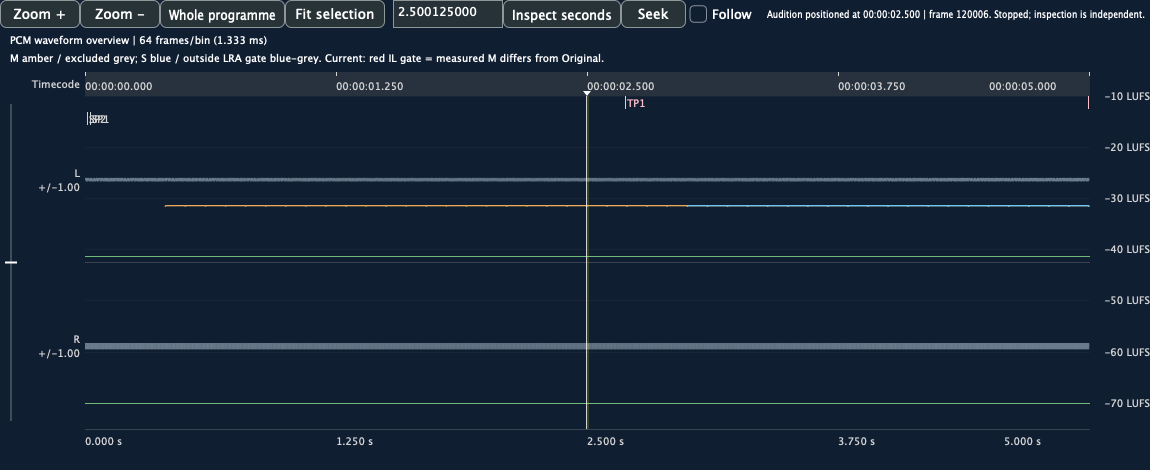 Zoom + Zoom − Whole programme Fit selection 2.500125000 Inspect seconds Seek Follow Audition positioned at 00:00:02.500 | frame 120006. Stopped; inspection is independent.
PCM waveform overview | 64 frames/bin (1.333 ms)
M amber / excluded grey; S blue / outside LRA gate blue-grey. Current: red IL gate = measured M differs from Original.
Timecode 00:00:00.000 00:00:01.250 00:00:02.500 00:00:03.750 00:00:05.000
−10 LUFS
TP1
−20 LUFS
L
+/−1.00
−30 LUFS
−40 LUFS
−50 LUFS
R
+/−1.00
−60 LUFS
−70 LUFS
0.000 s 1.250 s 2.500 s 3.750 s 5.000 s